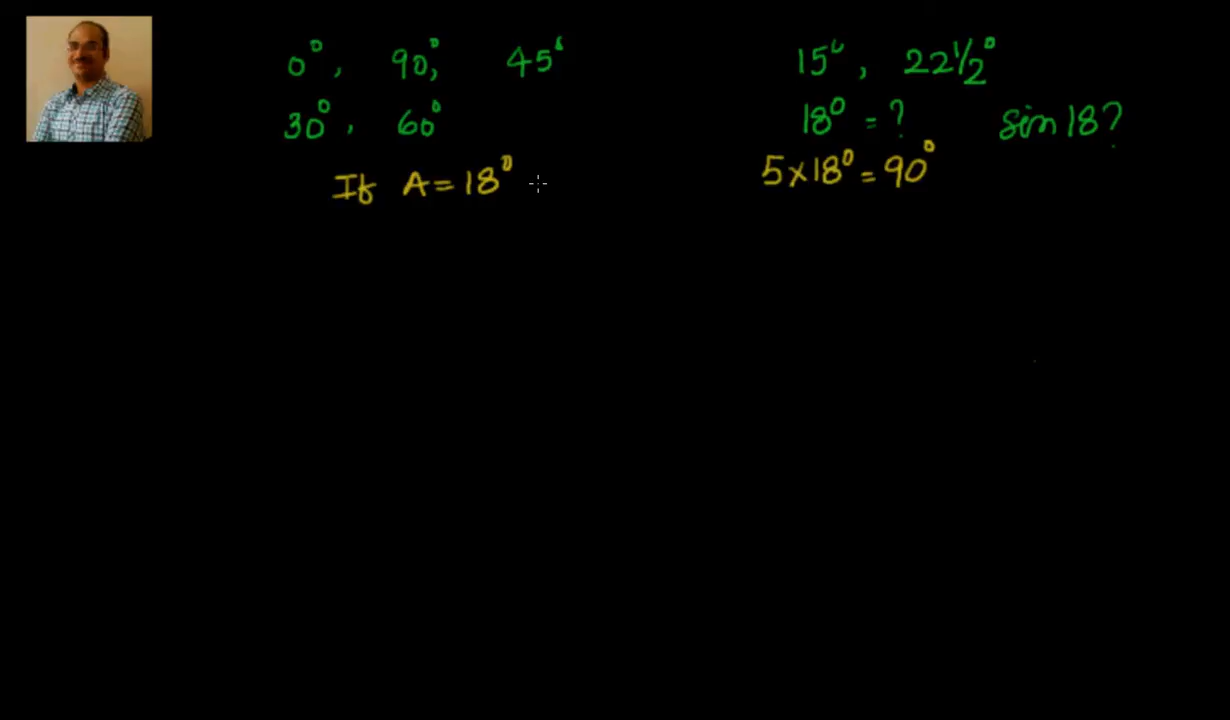 0°, 90°, 45°
15°, 22½°
30°, 60°
18° = ? sin 18?
If A = 18°
5×18° = 90°